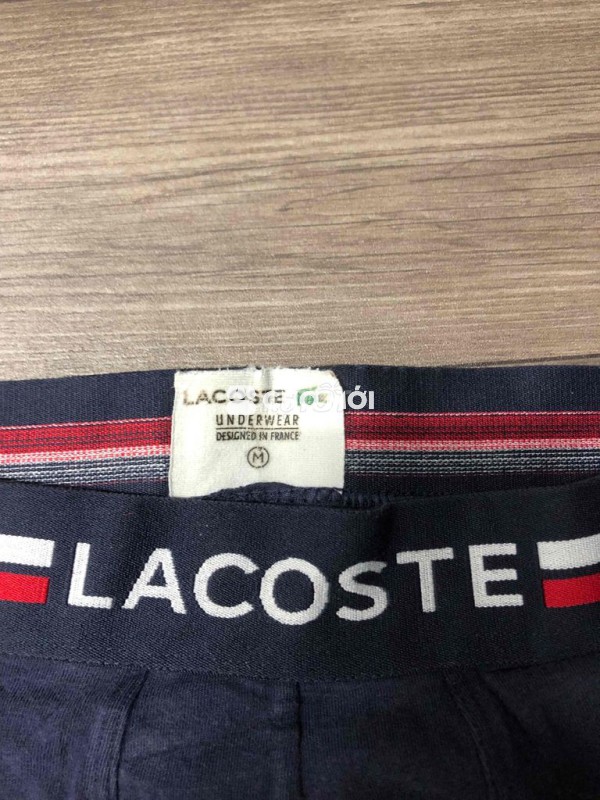 LACOSTE
UNDERWEAR
DESIGNED IN FRANCE
M
LACOSTE